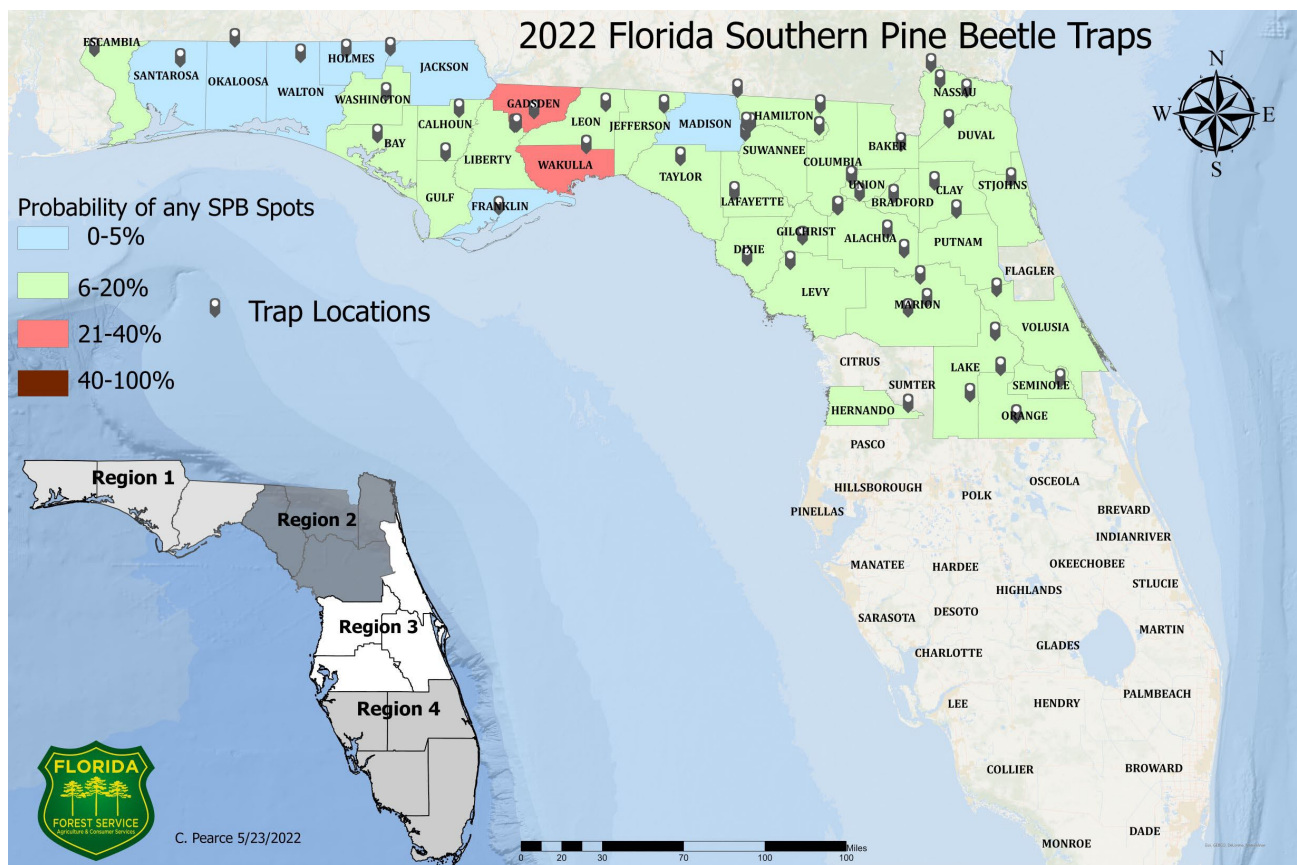 2022 Florida Southern Pine Beetle Traps
N
W
E
S
ESCAMBIA
SANTAROSA
OKALOOSA
WALTON
HOLMES
JACKSON
WASHINGTON
BAY
CALHOUN
GULF
LIBERTY
GADSDEN
LEON
WAKULLA
FRANKLIN
JEFFERSON
MADISON
TAYLOR
HAMILTON
SUWANNEE
LAFAYETTE
DIXIE
COLUMBIA
BAKER
NASSAU
DUVAL
UNION
BRADFORD
CLAY
STJOHNS
GILCHRIST
ALACHUA
PUTNAM
FLAGLER
LEVY
MARION
VOLUSIA
CITRUS
SUMTER
LAKE
SEMINOLE
HERNANDO
ORANGE
PASCO
HILLSBOROUGH
PINELLAS
POLK
OSCEOLA
BREVARD
INDIANRIVER
MANATEE
HARDEE
OKEECHOBEE
HIGHLANDS
STLUCIE
SARASOTA
DESOTO
MARTIN
CHARLOTTE
GLADES
LEE
HENDRY
PALMBEACH
COLLIER
BROWARD
DADE
MONROE
Probability of any SPB Spots
0-5%
6-20%
21-40%
40-100%
Trap Locations
Region 1
Region 2
Region 3
Region 4
FLORIDA
FOREST SERVICE
Agriculture & Consumer Services
C. Pearce 5/23/2022
Miles
0 10 20 30 70 100 100